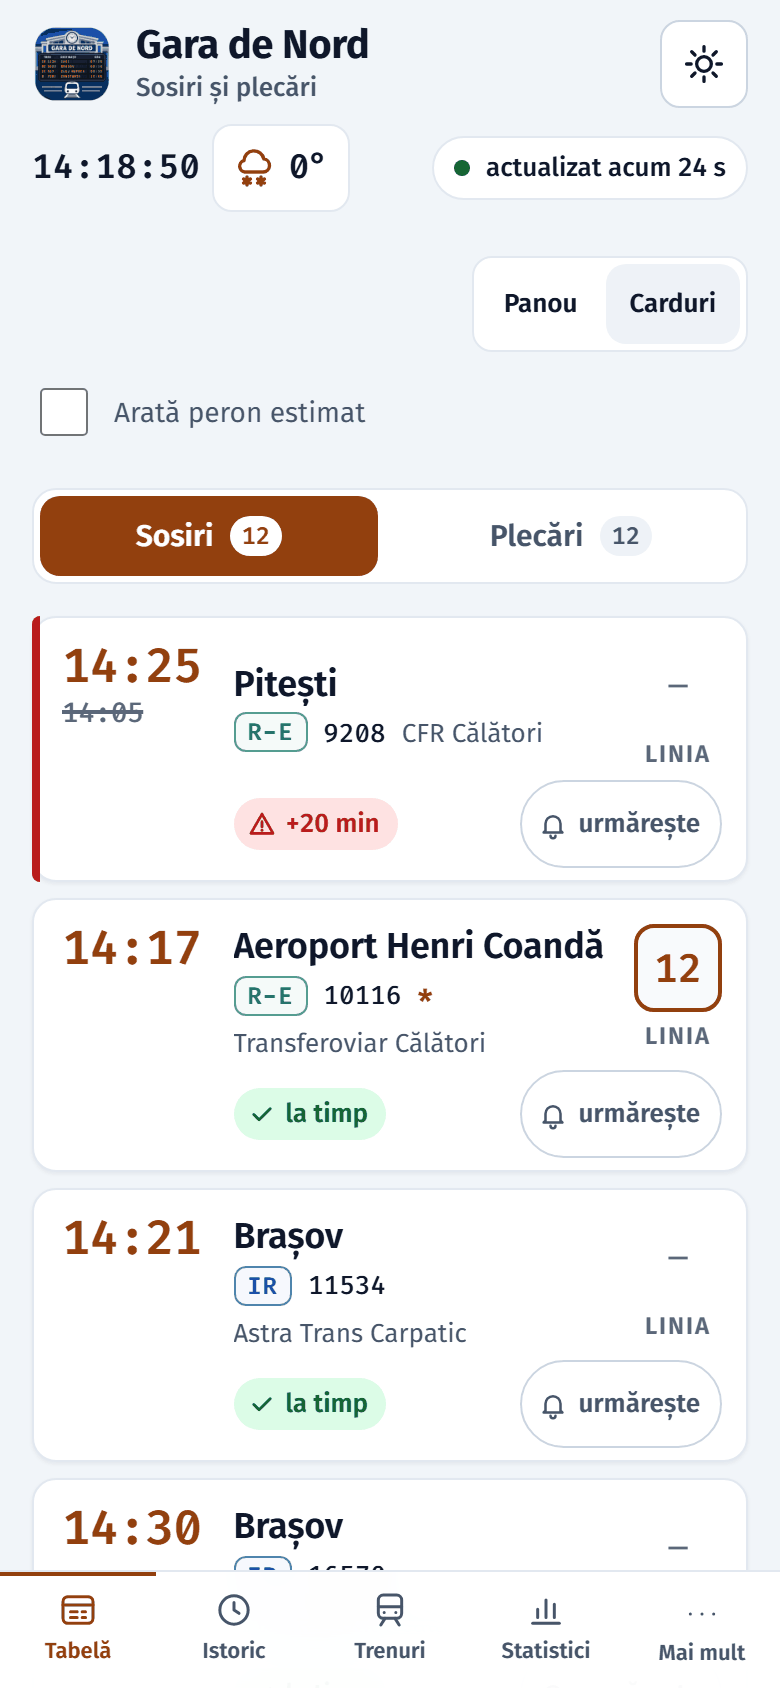 Gara de Nord
Sosiri și plecări
14:18:50
0°
actualizat acum 24 s
Panou
Carduri
Arată peron estimat
Sosiri 12
Plecări 12
14:25
14:05
Pitești
R-E 9208 CFR Călători
–
LINIA
+20 min
urmărește
14:17
Aeroport Henri Coandă
R-E 10116 *
Transferoviar Călători
12
LINIA
la timp
urmărește
14:21
Brașov
IR 11534
Astra Trans Carpatic
–
LINIA
la timp
urmărește
14:30
Brașov
–
Tabelă
Istoric
Trenuri
Statistici
Mai mult